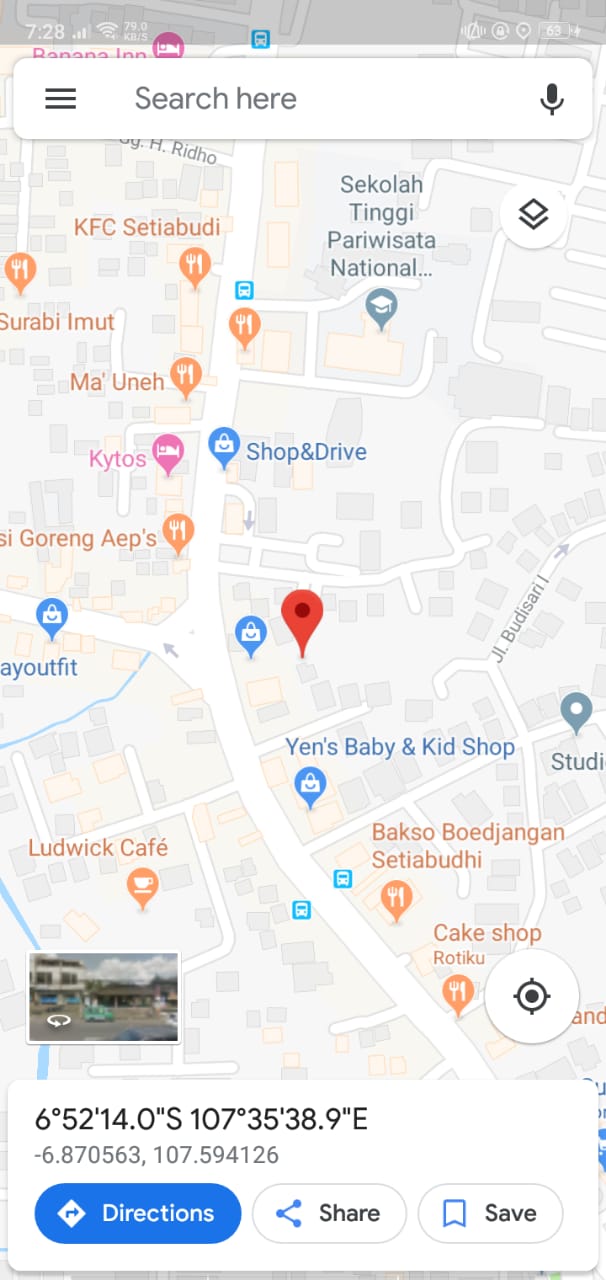 7:28
79.0
KB/S
63
Banana Inn
Search here
Gg. H. Ridho
Sekolah
Tinggi
Pariwisata
National...
KFC Setiabudi
Surabi Imut
Ma' Uneh
Shop&Drive
Kytos
si Goreng Aep's
Jl. Budisari I
ayoutfit
Yen's Baby & Kid Shop
Studi
Bakso Boedjangan
Setiabudhi
Ludwick Café
Cake shop
Rotiku
and
6°52'14.0"S 107°35'38.9"E
-6.870563, 107.594126
Directions
Share
Save